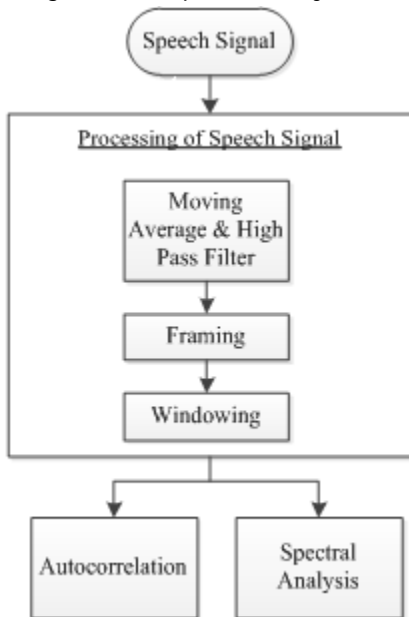 Speech Signal
Processing of Speech Signal
Moving
Average & High
Pass Filter
Framing
Windowing
Autocorrelation
Spectral
Analysis